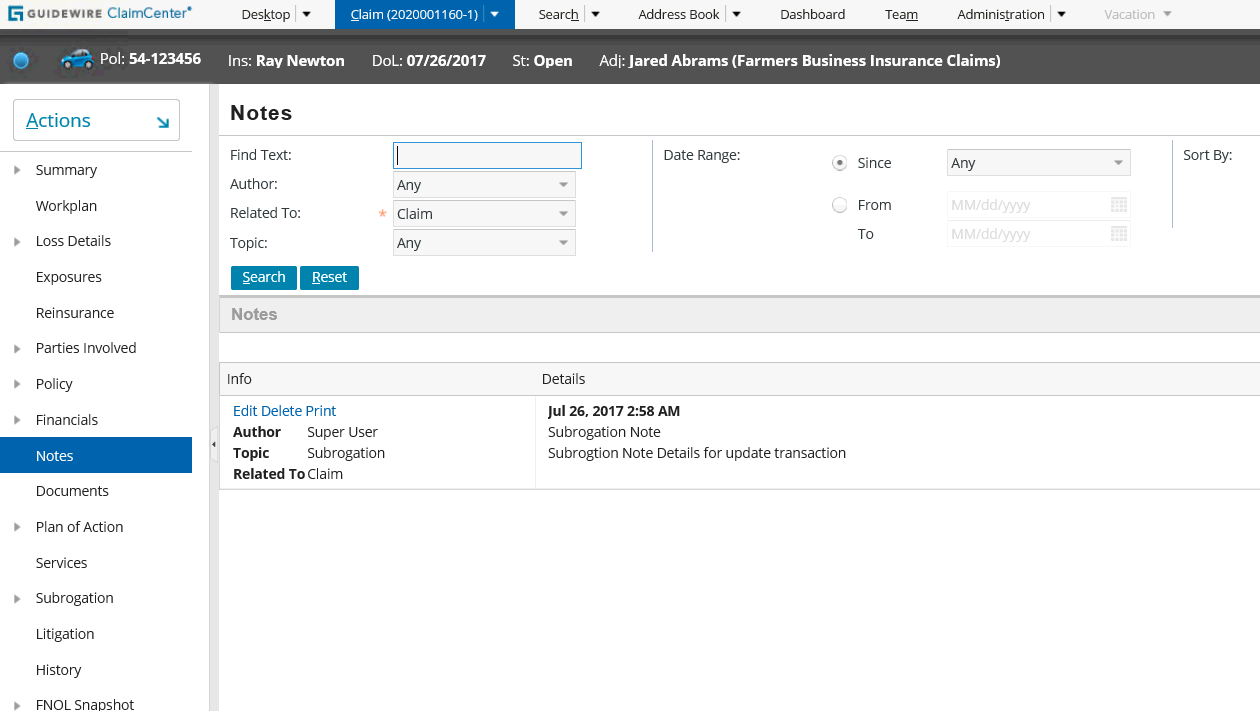 GUIDEWIRE ClaimCenter Desktop Claim (2020001160-1) Search Address Book Dashboard Team Administration Vacation
Pol: 54-123456 Ins: Ray Newton DoL: 07/26/2017 St: Open Adj: Jared Abrams (Farmers Business Insurance Claims)
Actions
Summary
Workplan
Loss Details
Exposures
Reinsurance
Parties Involved
Policy
Financials
Notes
Documents
Plan of Action
Services
Subrogation
Litigation
History
FNOL Snapshot
Notes
Find Text:
Author: Any
Related To: * Claim
Topic: Any
Search Reset
Date Range: Since Any
From MM/dd/yyyy
To MM/dd/yyyy
Sort By:
Notes
Info Details
Edit Delete Print
Author Super User
Topic Subrogation
Related To Claim
Jul 26, 2017 2:58 AM
Subrogation Note
Subrogtion Note Details for update transaction